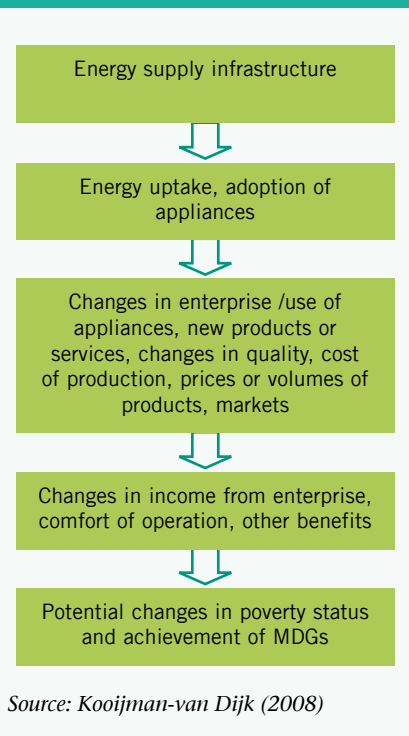 Energy supply infrastructure
Energy uptake, adoption of
appliances
Changes in enterprise /use of
appliances, new products or
services, changes in quality, cost
of production, prices or volumes of
products, markets
Changes in income from enterprise,
comfort of operation, other benefits
Potential changes in poverty status
and achievement of MDGs
Source: Kooijman-van Dijk (2008)